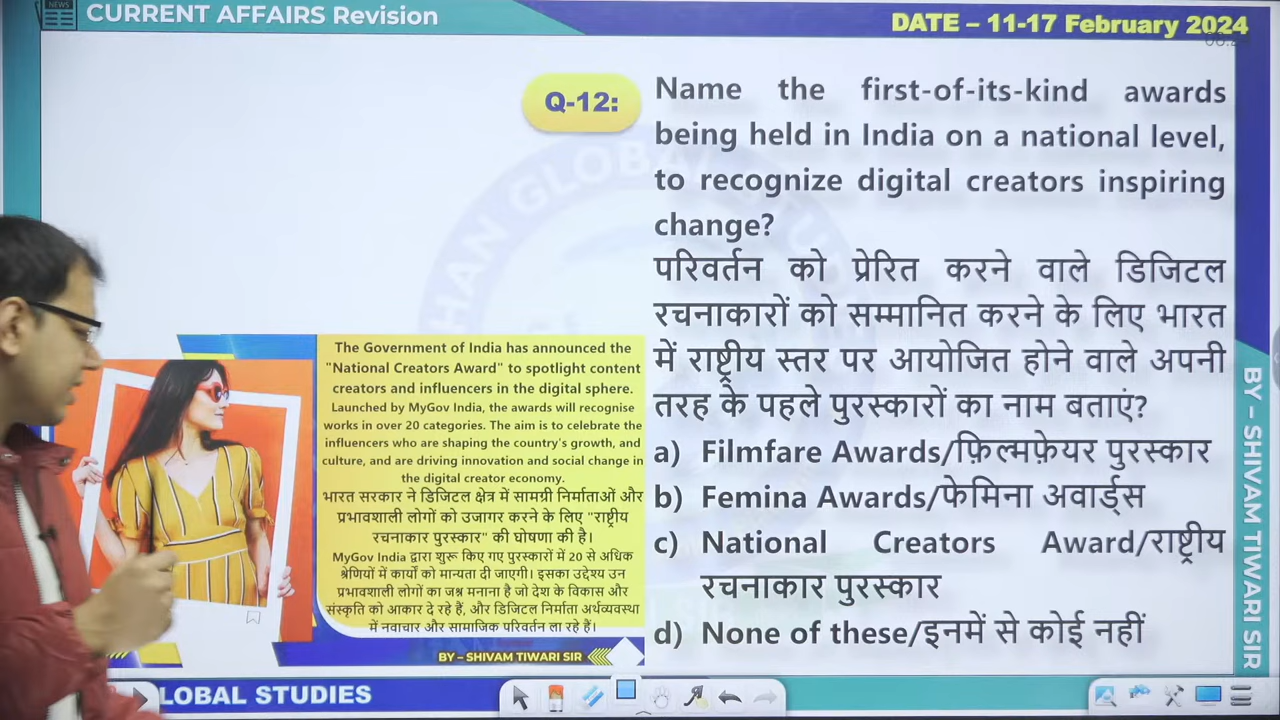 NEWS
CURRENT AFFAIRS Revision
DATE – 11-17 February 2024
Q-12:
Name the first-of-its-kind awards
being held in India on a national level,
to recognize digital creators inspiring
change?
परिवर्तन को प्रेरित करने वाले डिजिटल
रचनाकारों को सम्मानित करने के लिए भारत
में राष्ट्रीय स्तर पर आयोजित होने वाले अपनी
तरह के पहले पुरस्कारों का नाम बताएं?
a) Filmfare Awards/फ़िल्मफ़ेयर पुरस्कार
b) Femina Awards/फेमिना अवार्ड्स
c) National Creators Award/राष्ट्रीय
रचनाकार पुरस्कार
d) None of these/इनमें से कोई नहीं
The Government of India has announced the
"National Creators Award" to spotlight content
creators and influencers in the digital sphere.
Launched by MyGov India, the awards will recognise
works in over 20 categories. The aim is to celebrate the
influencers who are shaping the country's growth, and
culture, and are driving innovation and social change in
the digital creator economy.
भारत सरकार ने डिजिटल क्षेत्र में सामग्री निर्माताओं और
प्रभावशाली लोगों को उजागर करने के लिए "राष्ट्रीय
रचनाकार पुरस्कार" की घोषणा की है।
MyGov India द्वारा शुरू किए गए पुरस्कारों में 20 से अधिक
श्रेणियों में कार्यों को मान्यता दी जाएगी। इसका उद्देश्य उन
प्रभावशाली लोगों का जश्न मनाना है जो देश के विकास और
संस्कृति को आकार दे रहे हैं, और डिजिटल निर्माता अर्थव्यवस्था
में नवाचार और सामाजिक परिवर्तन ला रहे हैं।
BY – SHIVAM TIWARI SIR
BY – SHIVAM TIWARI SIR
LOBAL STUDIES